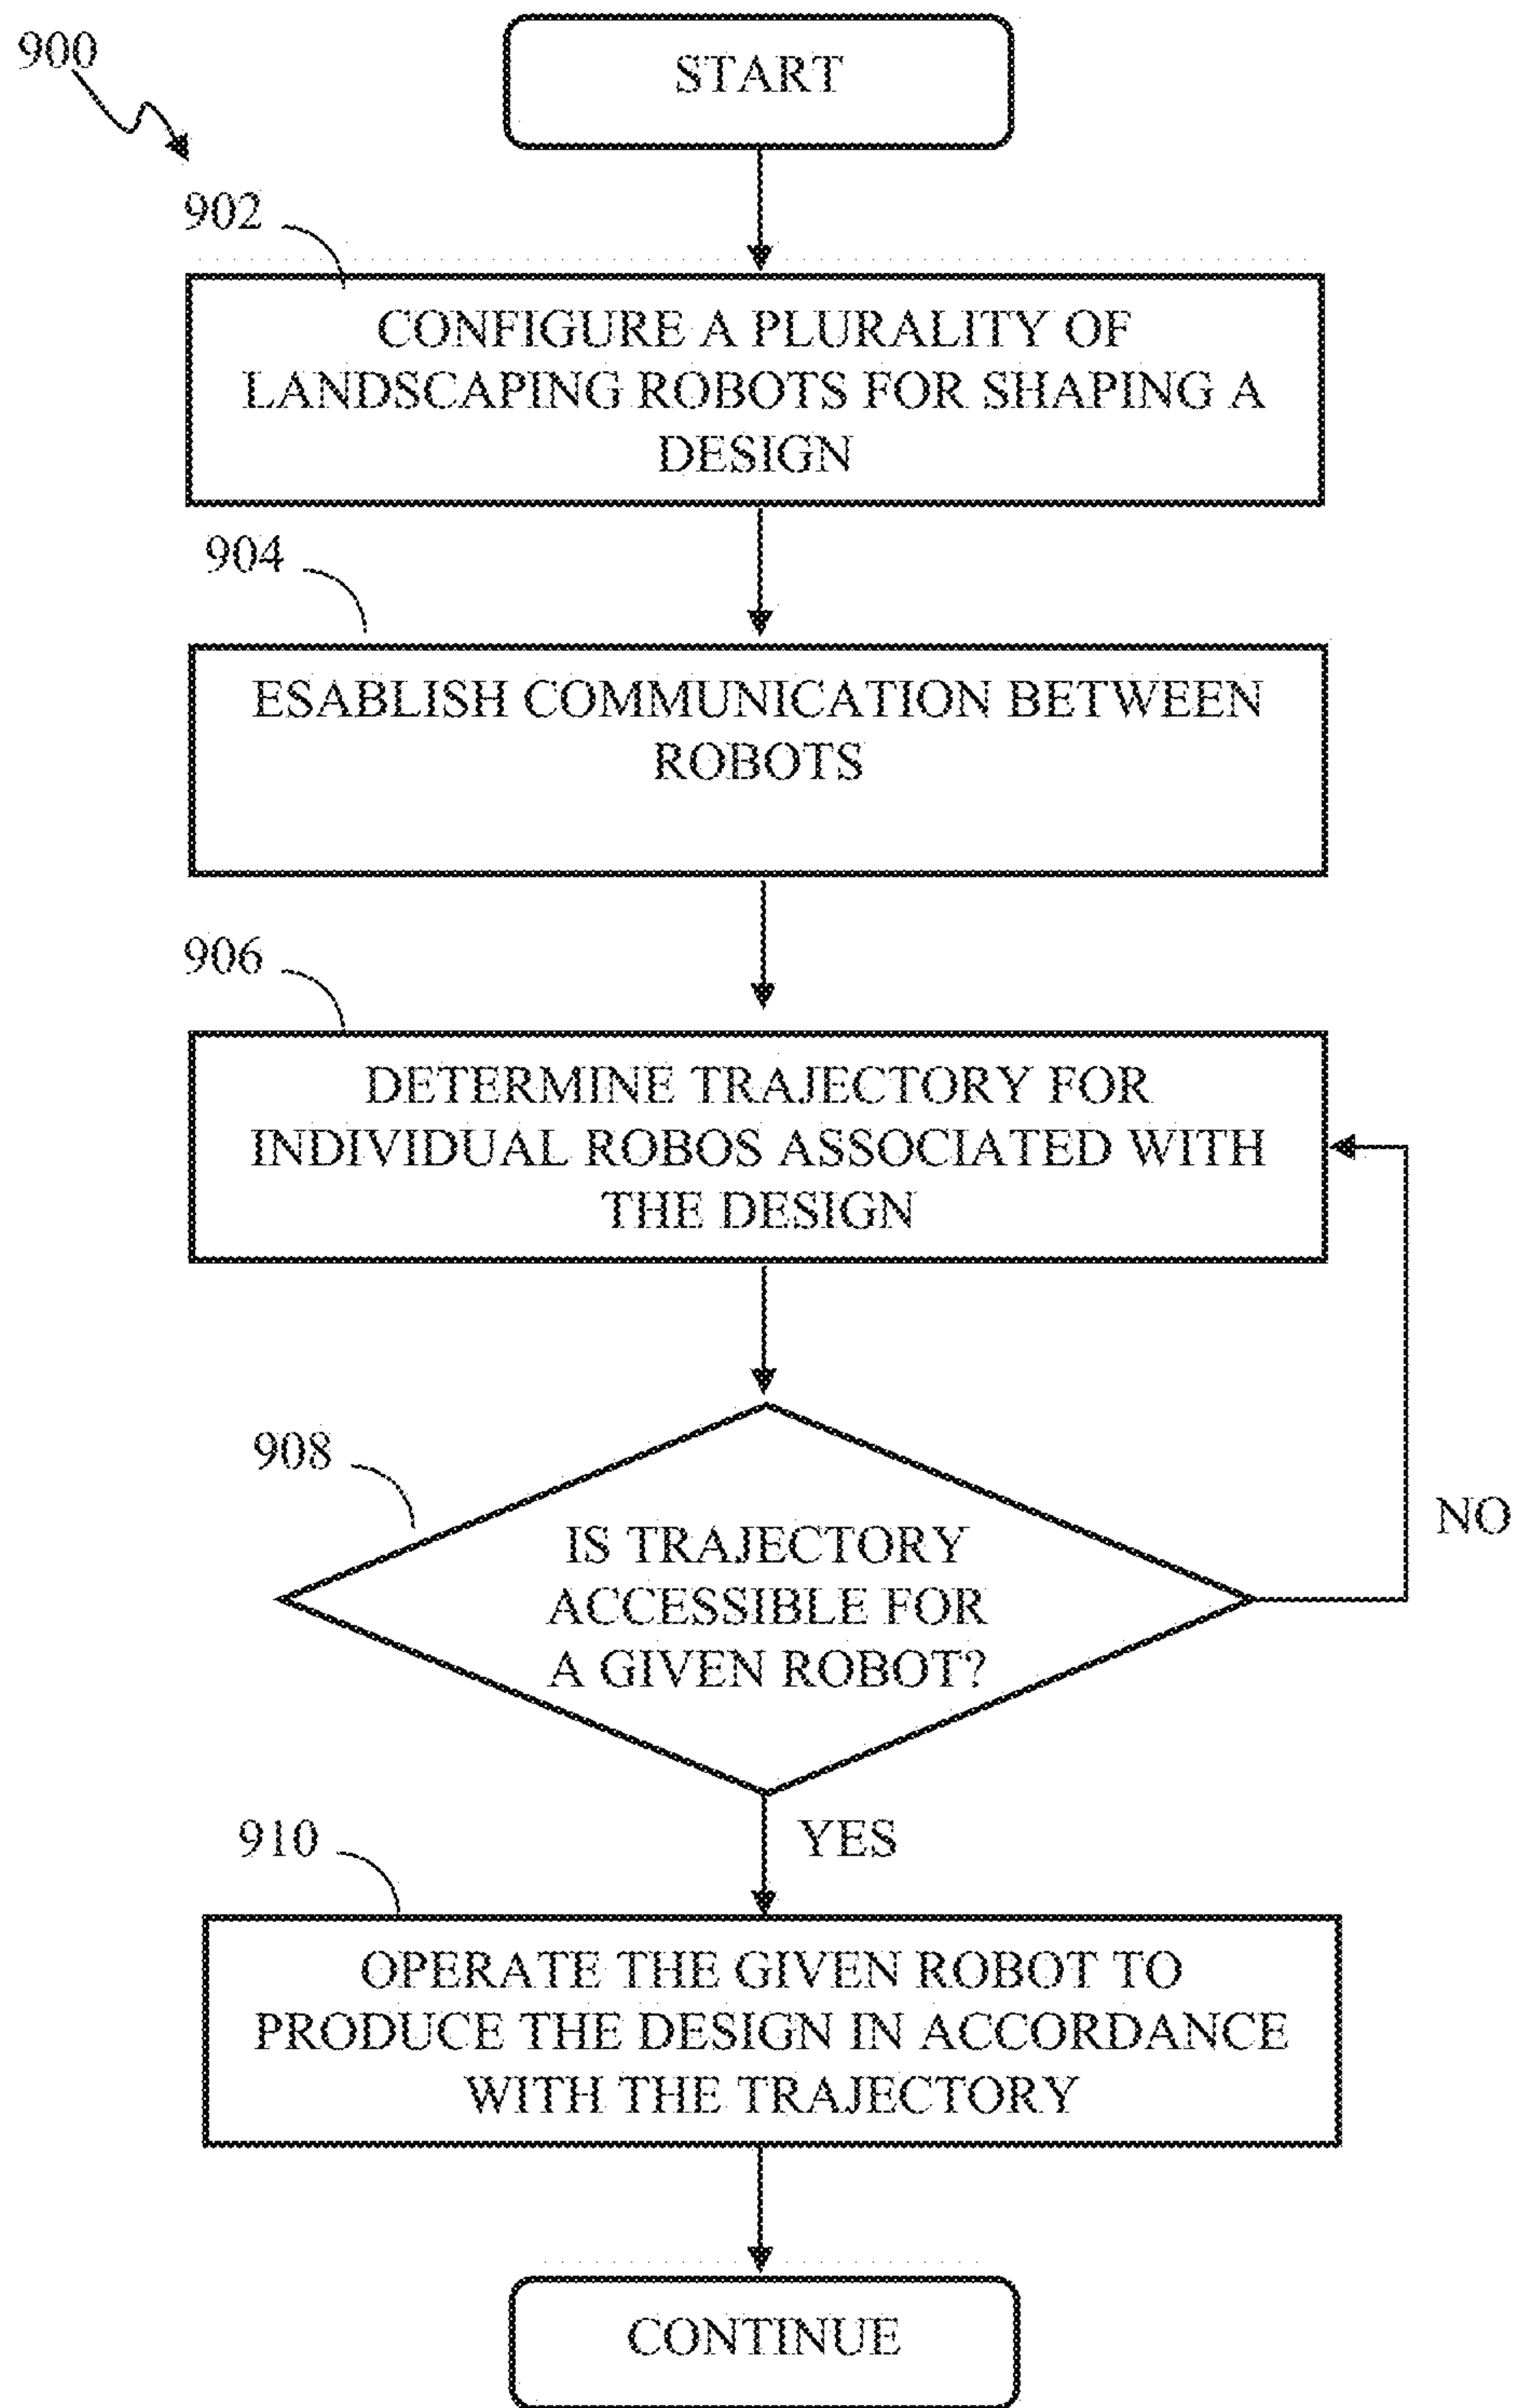 900
START
902
CONFIGURE A PLURALITY OF
LANDSCAPING ROBOTS FOR SHAPING A
DESIGN
904
ESABLISH COMMUNICATION BETWEEN
ROBOTS
906
DETERMINE TRAJECTORY FOR
INDIVIDUAL ROBOS ASSOCIATED WITH
THE DESIGN
908
IS TRAJECTORY
ACCESSIBLE FOR
A GIVEN ROBOT?
NO
YES
910
OPERATE THE GIVEN ROBOT TO
PRODUCE THE DESIGN IN ACCORDANCE
WITH THE TRAJECTORY
CONTINUE